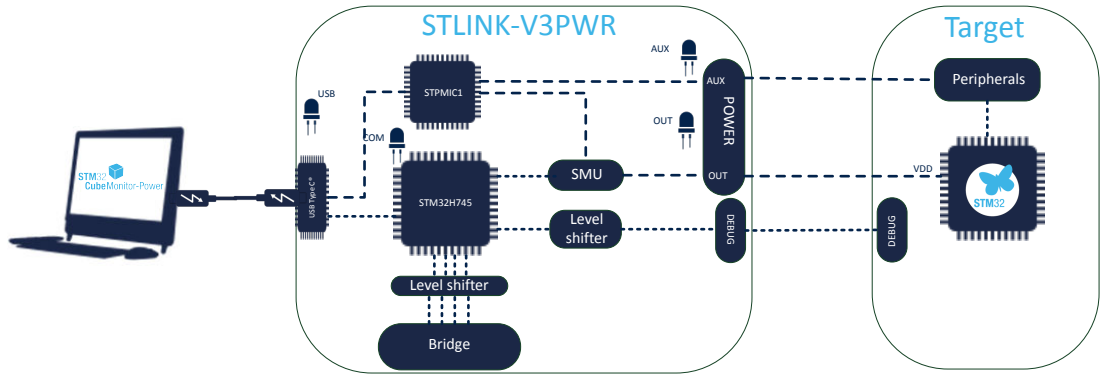 STLINK-V3PWR
Target
AUX
USB
STPMIC1
AUX
Peripherals
COM
OUT
POWER
STM32
CubeMonitor-Power
USB Type C®
STM32H745
SMU
OUT
VDD
STM32
Level
shifter
DEBUG
DEBUG
Level shifter
Bridge